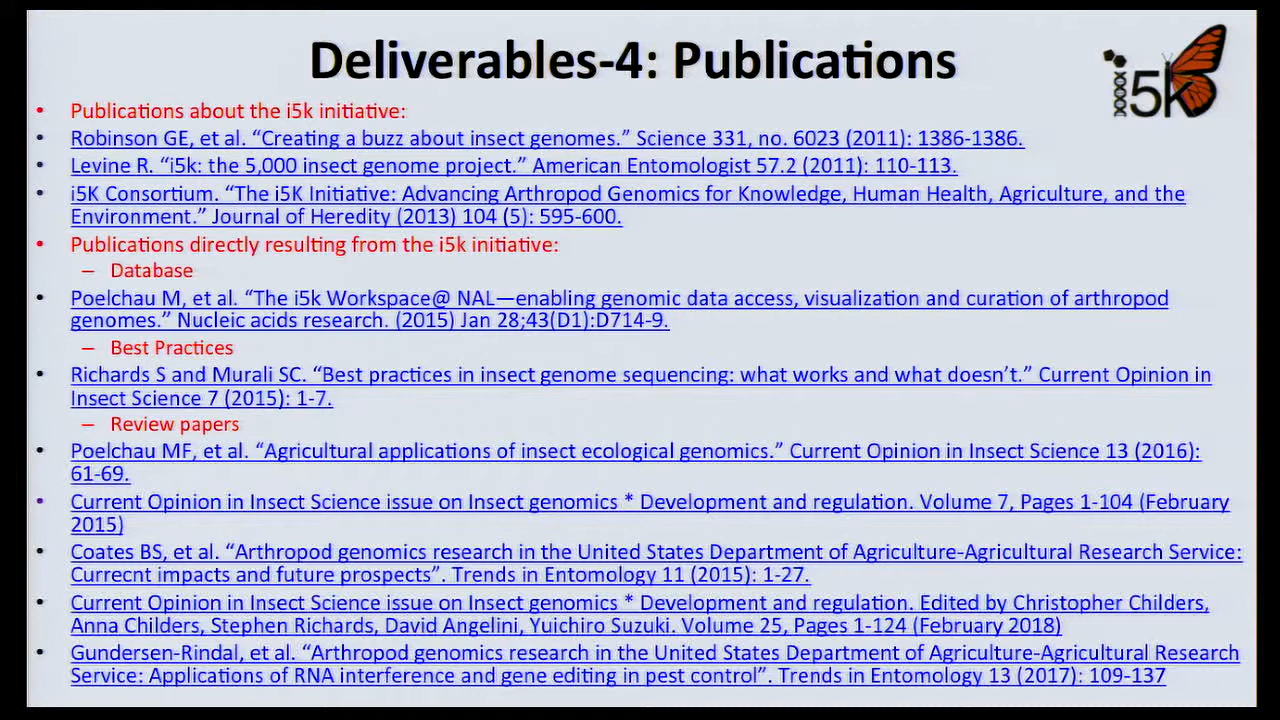 Deliverables-4: Publications
i5k
• Publications about the i5k initiative:
• Robinson GE, et al. “Creating a buzz about insect genomes.” Science 331, no. 6023 (2011): 1386-1386.
• Levine R. “i5k: the 5,000 insect genome project.” American Entomologist 57.2 (2011): 110-113.
• i5K Consortium. “The i5K Initiative: Advancing Arthropod Genomics for Knowledge, Human Health, Agriculture, and the
Environment.” Journal of Heredity (2013) 104 (5): 595-600.
• Publications directly resulting from the i5k initiative:
– Database
• Poelchau M, et al. “The i5k Workspace@ NAL—enabling genomic data access, visualization and curation of arthropod
genomes.” Nucleic acids research. (2015) Jan 28;43(D1):D714-9.
– Best Practices
• Richards S and Murali SC. “Best practices in insect genome sequencing: what works and what doesn’t.” Current Opinion in
Insect Science 7 (2015): 1-7.
– Review papers
• Poelchau MF, et al. “Agricultural applications of insect ecological genomics.” Current Opinion in Insect Science 13 (2016):
61-69.
• Current Opinion in Insect Science issue on Insect genomics * Development and regulation. Volume 7, Pages 1-104 (February
2015)
• Coates BS, et al. “Arthropod genomics research in the United States Department of Agriculture-Agricultural Research Service:
Currecnt impacts and future prospects”. Trends in Entomology 11 (2015): 1-27.
• Current Opinion in Insect Science issue on Insect genomics * Development and regulation. Edited by Christopher Childers,
Anna Childers, Stephen Richards, David Angelini, Yuichiro Suzuki. Volume 25, Pages 1-124 (February 2018)
• Gundersen-Rindal, et al. “Arthropod genomics research in the United States Department of Agriculture-Agricultural Research
Service: Applications of RNA interference and gene editing in pest control”. Trends in Entomology 13 (2017): 109-137